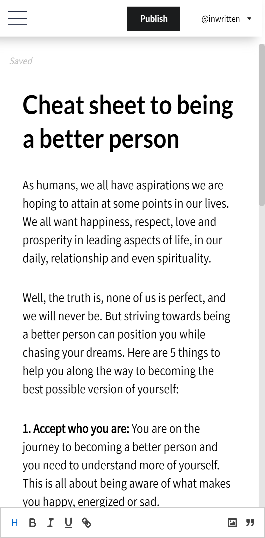 Publish
@inwritten
Saved
Cheat sheet to being
a better person
As humans, we all have aspirations we are
hoping to attain at some points in our lives.
We all want happiness, respect, love and
prosperity in leading aspects of life, in our
daily, relationship and even spirituality.
Well, the truth is, none of us is perfect, and
we will never be. But striving towards being
a better person can position you while
chasing your dreams. Here are 5 things to
help you along the way to becoming the
best possible version of yourself:
1. Accept who you are: You are on the
journey to becoming a better person and
you need to understand more of yourself.
This is all about being aware of what makes
you happy, energized or sad.
H B I U